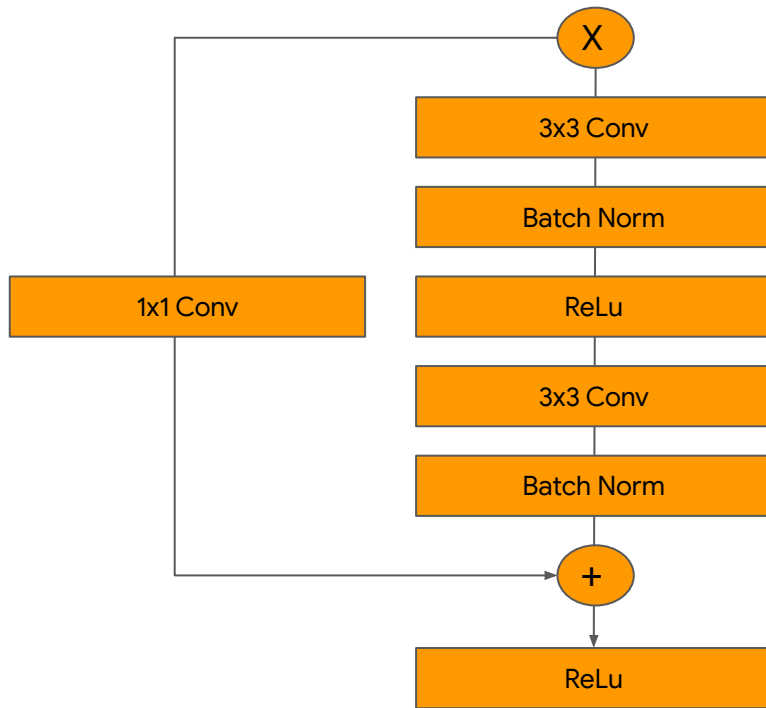 X
3x3 Conv
Batch Norm
1x1 Conv
ReLu
3x3 Conv
Batch Norm
+
ReLu